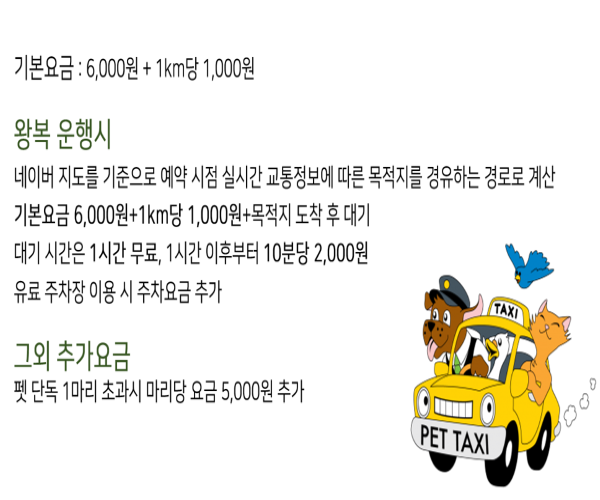 기본요금 : 6,000원 + 1km당 1,000원
왕복 운행시
네이버 지도를 기준으로 예약 시점 실시간 교통정보에 따른 목적지를 경유하는 경로로 계산
기본요금 6,000원+1km당 1,000원+목적지 도착 후 대기
대기 시간은 1시간 무료, 1시간 이후부터 10분당 2,000원
유료 주차장 이용 시 주차요금 추가
그외 추가요금
펫 단독 1마리 초과시 마리당 요금 5,000원 추가
TAXI
PET TAXI